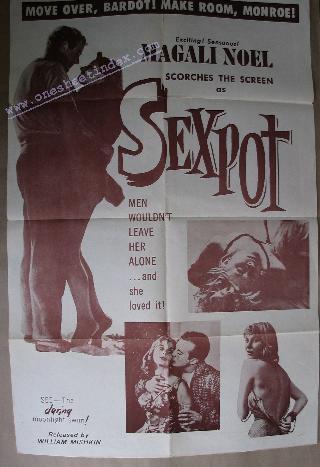 MOVE OVER, BARDOT! MAKE ROOM, MONROE!
Exciting! Sensuous!
MAGALI NOEL
SCORCHES THE SCREEN
as
SEXPOT
MEN
WOULDN'T
LEAVE
HER
ALONE
...and
she
loved it!
SEE—The
daring
moonlight swim!
Released by
WILLIAM MISHKIN
www.onesheetindex.com